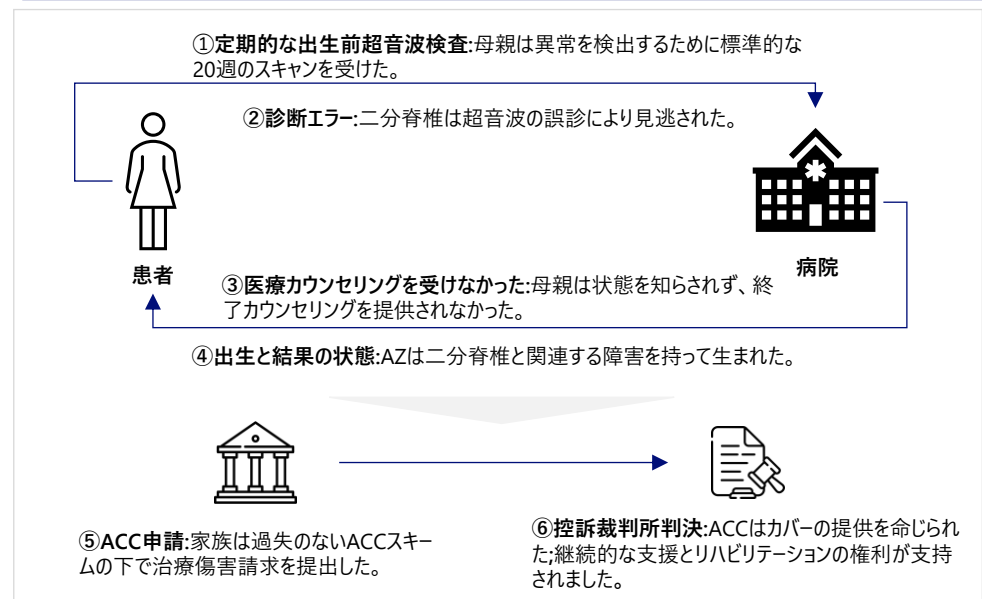 ①定期的な出生前超音波検査:母親は異常を検出するために標準的な
20週のスキャンを受けた。
②診断エラー:二分脊椎は超音波の誤診により見逃された。
患者
病院
③医療カウンセリングを受けなかった:母親は状態を知らされず、終
了カウンセリングを提供されなかった。
④出生と結果の状態:AZは二分脊椎と関連する障害を持って生まれた。
⑤ACC申請:家族は過失のないACCスキー
ムの下で治療傷害請求を提出した。
⑥控訴裁判所判決:ACCはカバーの提供を命じられ
た;継続的な支援とリハビリテーションの権利が支持
されました。